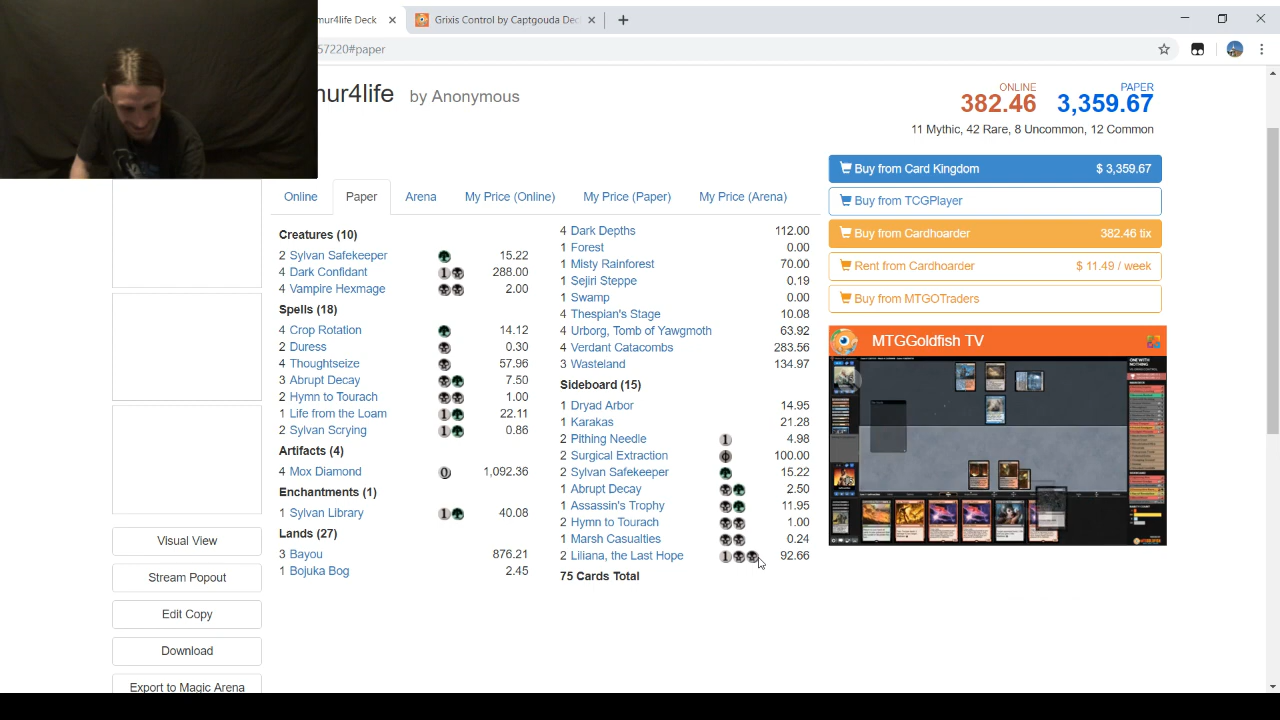 mur4life Deck
Grixis Control by Captgouda Dec
57220#paper
mur4life by Anonymous
ONLINE PAPER
382.46 3,359.67
11 Mythic, 42 Rare, 8 Uncommon, 12 Common
Buy from Card Kingdom $ 3,359.67
Buy from TCGPlayer
Buy from Cardhoarder 382.46 tix
Rent from Cardhoarder $ 11.49 / week
Buy from MTGOTraders
MTGGoldfish TV
Online Paper Arena My Price (Online) My Price (Paper) My Price (Arena)
Creatures (10)
2 Sylvan Safekeeper 15.22
4 Dark Confidant 1 288.00
4 Vampire Hexmage 2.00
Spells (18)
4 Crop Rotation 14.12
2 Duress 0.30
4 Thoughtseize 57.96
3 Abrupt Decay 7.50
2 Hymn to Tourach 1.00
1 Life from the Loam 1 22.11
2 Sylvan Scrying 1 0.86
Artifacts (4)
4 Mox Diamond 0 1,092.36
Enchantments (1)
1 Sylvan Library 1 40.08
Lands (27)
3 Bayou 876.21
1 Bojuka Bog 2.45
4 Dark Depths 112.00
1 Forest 0.00
1 Misty Rainforest 70.00
1 Sejiri Steppe 0.19
1 Swamp 0.00
4 Thespian's Stage 10.08
4 Urborg, Tomb of Yawgmoth 63.92
4 Verdant Catacombs 283.56
3 Wasteland 134.97
Sideboard (15)
1 Dryad Arbor 14.95
1 Karakas 21.28
2 Pithing Needle 1 4.98
2 Surgical Extraction 100.00
2 Sylvan Safekeeper 15.22
1 Abrupt Decay 2.50
1 Assassin's Trophy 11.95
2 Hymn to Tourach 1.00
1 Marsh Casualties 0.24
2 Liliana, the Last Hope 1 92.66
75 Cards Total
Visual View
Stream Popout
Edit Copy
Download
Export to Magic Arena